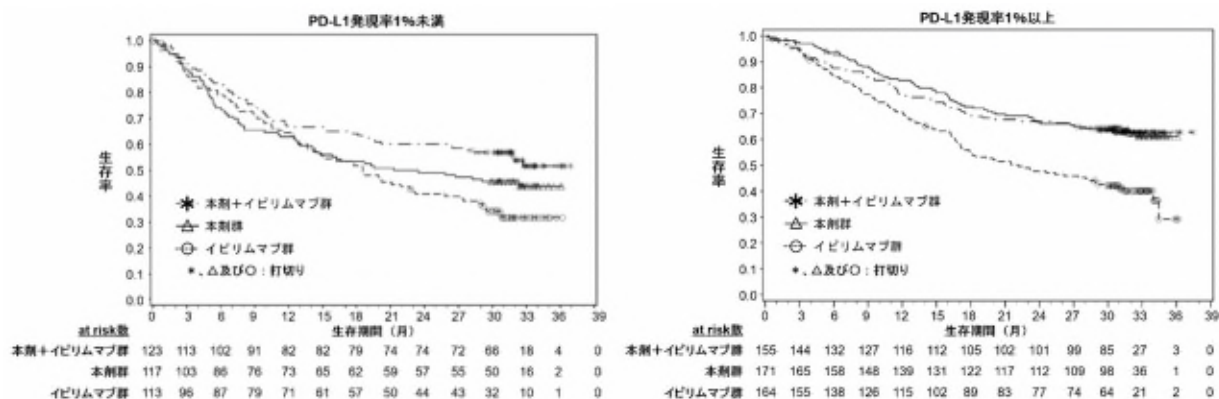 PD-L1発現率1%未満
1.0
0.9
0.8
0.7
0.6
0.5
0.4
0.3
0.2
0.1
0.0
生存率
本剤+イピリムマブ群
本剤群
イピリムマブ群
*、△及び○:打切り
0 3 6 9 12 15 18 21 24 27 30 33 36 39
生存期間(月)
at risk数
本剤+イピリムマブ群 123 113 102 91 82 82 79 74 74 72 66 18 4 0
本剤群 117 103 86 76 73 65 62 59 57 55 50 16 2 0
イピリムマブ群 113 96 87 79 71 61 57 50 44 43 32 10 1 0
PD-L1発現率1%以上
1.0
0.9
0.8
0.7
0.6
0.5
0.4
0.3
0.2
0.1
0.0
生存率
本剤+イピリムマブ群
本剤群
イピリムマブ群
*、△及び○:打切り
0 3 6 9 12 15 18 21 24 27 30 33 36 39
生存期間(月)
at risk数
本剤+イピリムマブ群 155 144 132 127 116 112 105 102 101 99 85 27 3 0
本剤群 171 165 158 148 139 131 122 117 112 109 98 36 1 0
イピリムマブ群 164 155 138 126 115 102 89 83 77 74 64 21 2 0